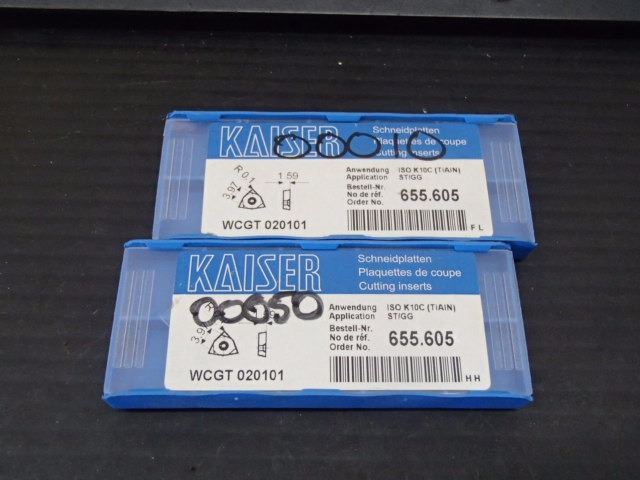 KAISER
00010
Schneidplatten
Plaquettes de coupe
Cutting inserts
R 0.1
1.59
3.97
Anwendung ISO K10C (TiAlN)
Application ST/GG
Bestell-Nr.
No de réf. 655.605
Order No.
WCGT 020101
FL
KAISER
00050
Schneidplatten
Plaquettes de coupe
Cutting inserts
Anwendung ISO K10C (TiAlN)
Application ST/GG
Bestell-Nr.
No de réf. 655.605
Order No.
WCGT 020101
HH